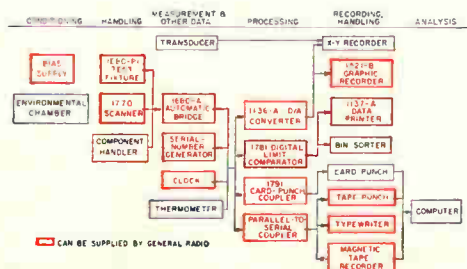 CONDITIONING
HANDLING
MEASUREMENT &
OTHER DATA
PROCESSING
RECORDING,
HANDLING
ANALYSIS
TRANSDUCER
X-Y RECORDER
BIAS
SUPPLY
1680-P1
TEST
FIXTURE
1521-B
GRAPHIC
RECORDER
ENVIRONMENTAL
CHAMBER
1770
SCANNER
1680-A
AUTOMATIC
BRIDGE
1136-A D/A
CONVERTER
1137-A
DATA
PRINTER
COMPONENT
HANDLER
SERIAL-
NUMBER
GENERATOR
1781 DIGITAL
LIMIT
COMPARATOR
BIN SORTER
CLOCK
1791
CARD-PUNCH
COUPLER
CARD PUNCH
TAPE PUNCH
THERMOMETER
PARALLEL-TO-
SERIAL
COUPLER
TYPEWRITER
COMPUTER
MAGNETIC
TAPE
RECORDER
CAN BE SUPPLIED BY GENERAL RADIO